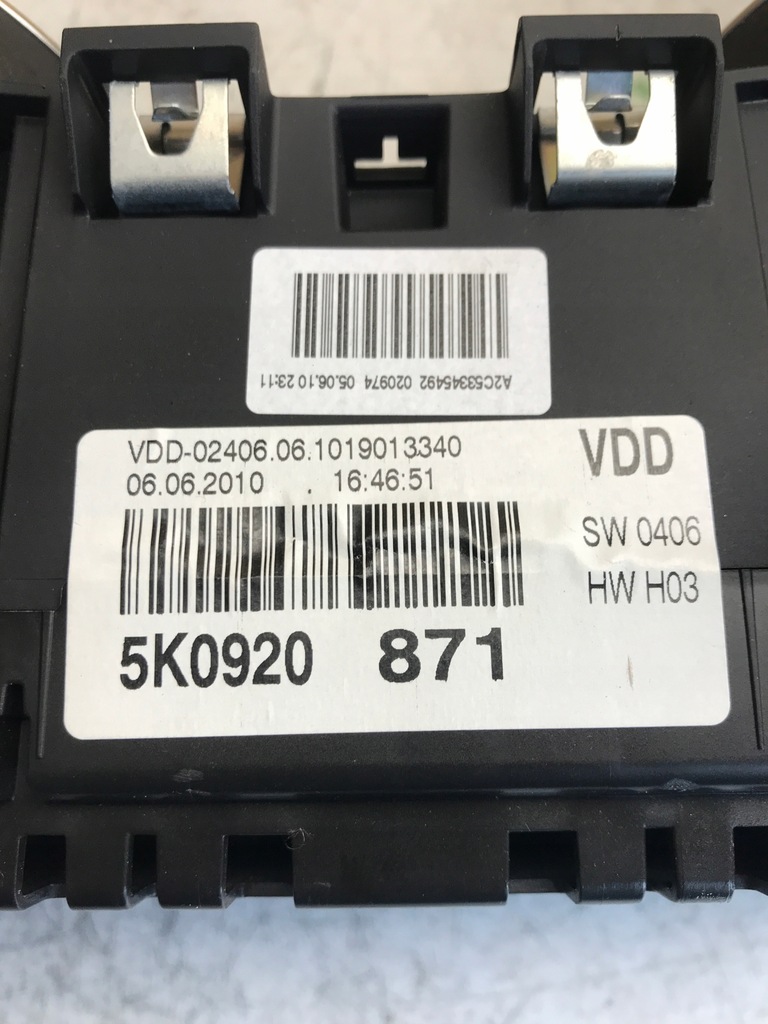 A2C53345492 020974 05.06.10 23:11
VDD-02406.06.1019013340
06.06.2010 . 16:46:51
VDD
SW 0406
HW H03
5K0920 871